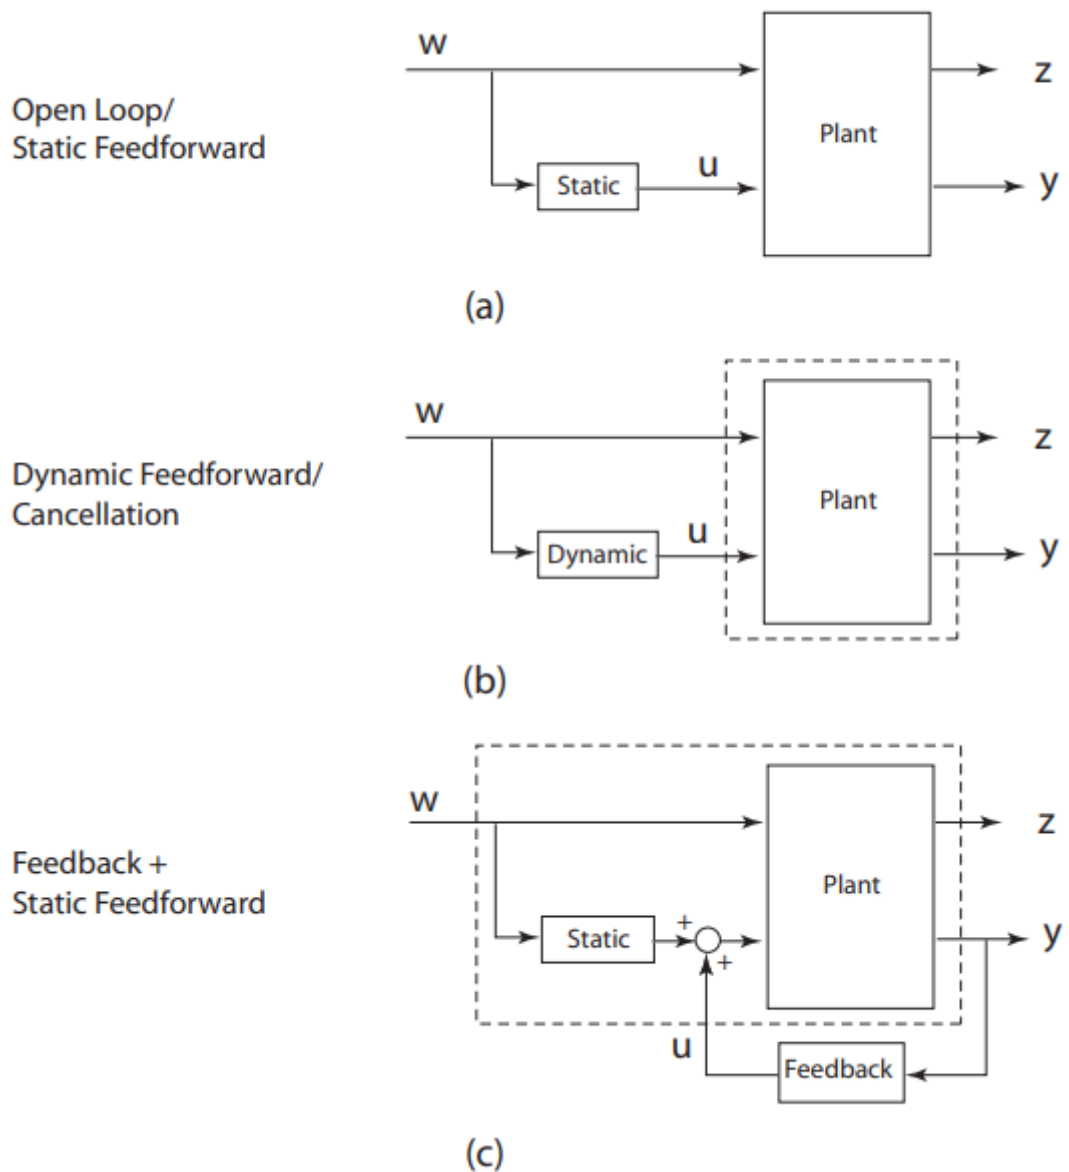 w
z
Open Loop/
Static Feedforward
Plant
Static
u
y
(a)
w
z
Dynamic Feedforward/
Cancellation
Plant
Dynamic
u
y
(b)
w
z
Feedback +
Static Feedforward
Plant
Static
+
+
y
u
Feedback
(c)